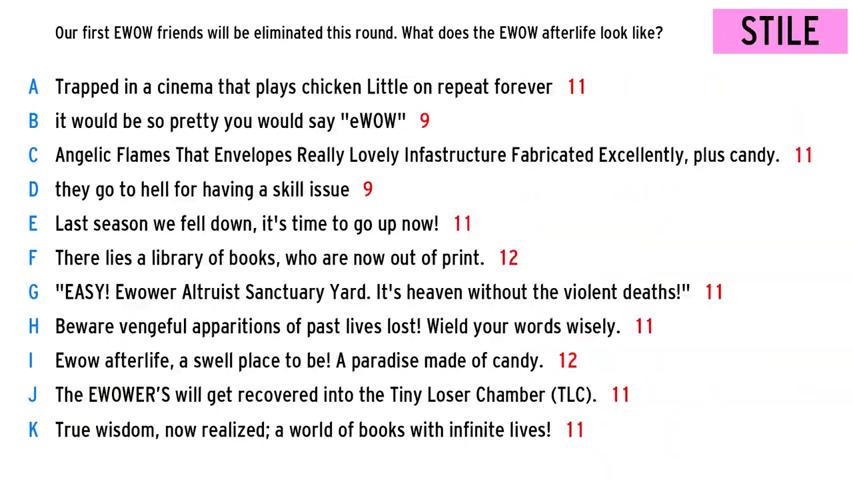 Our first EWOW friends will be eliminated this round. What does the EWOW afterlife look like?
STILE
A Trapped in a cinema that plays chicken Little on repeat forever 11
B it would be so pretty you would say "eWOW" 9
C Angelic Flames That Envelopes Really Lovely Infastructure Fabricated Excellently, plus candy. 11
D they go to hell for having a skill issue 9
E Last season we fell down, it's time to go up now! 11
F There lies a library of books, who are now out of print. 12
G "EASY! Ewower Altruist Sanctuary Yard. It's heaven without the violent deaths!" 11
H Beware vengeful apparitions of past lives lost! Wield your words wisely. 11
I Ewow afterlife, a swell place to be! A paradise made of candy. 12
J The EWOWER'S will get recovered into the Tiny Loser Chamber (TLC). 11
K True wisdom, now realized; a world of books with infinite lives! 11